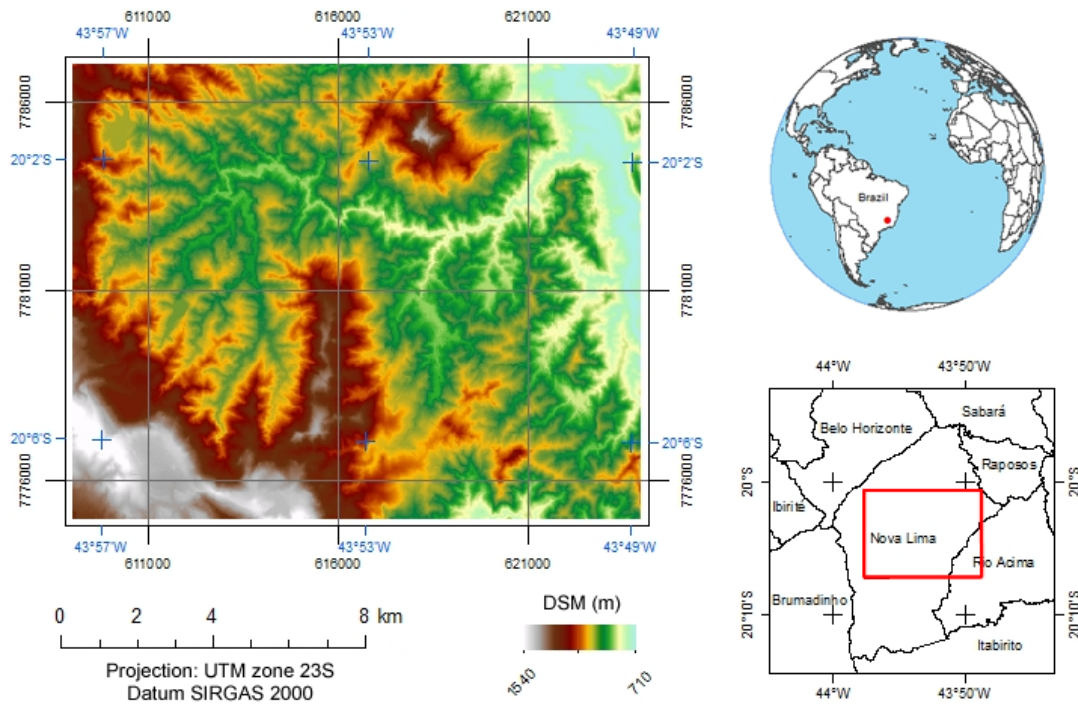 611000 616000 621000
43°57'W 43°53'W 43°49'W
7786000 7786000
20°2'S 20°2'S
7781000 7781000
20°6'S 20°6'S
7776000 7776000
43°57'W 43°53'W 43°49'W
611000 616000 621000
0 2 4 8 km
Projection: UTM zone 23S
Datum SIRGAS 2000
DSM (m)
1540 710
Brazil
44°W 43°50'W
Sabará
Belo Horizonte
Raposos
20°S 20°S
Ibirité
Nova Lima
Rio Acima
Brumadinho
20°10'S 20°10'S
Itabirito
44°W 43°50'W